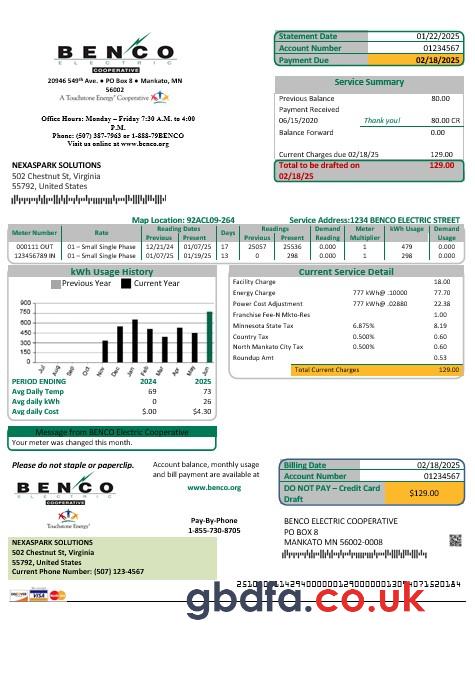 BENCO
ELECTRIC
COOPERATIVE
20946 549th Ave. • PO Box 8 • Mankato, MN
56002
A Touchstone Energy® Cooperative
Office Hours: Monday – Friday 7:30 A.M. to 4:00
P.M.
Phone: (507) 387-7963 or 1-888-79BENCO
Visit us online at www.benco.org
Statement Date 01/22/2025
Account Number 01234567
Payment Due 02/18/2025
Service Summary
Previous Balance 80.00
Payment Received
06/15/2020 Thank you! 80.00 CR
Balance Forward 0.00
Current Charges due 02/18/25 129.00
Total to be drafted on 129.00
02/18/25
NEXASPARK SOLUTIONS
502 Chestnut St, Virginia
55792, United States
Map Location: 92ACL09-264 Service Address:1234 BENCO ELECTRIC STREET
Meter Number Rate Reading Dates Previous Present Days Readings Previous Present Demand Reading Meter Multiplier kWh Usage Demand Usage
000111 OUT 01 – Small Single Phase 12/21/24 01/07/25 17 25057 25536 0.000 1 479 0.000
123456789 IN 01 – Small Single Phase 01/07/25 01/19/25 13 0 298 0.000 1 298 0.000
kWh Usage History
Previous Year Current Year
900
750
600
450
300
150
0
Jul Aug Sep Oct Nov Dec Jan Feb Mar Apr May Jun
PERIOD ENDING 2024 2025
Avg Daily Temp 69 73
Avg daily kWh 0 26
Avg daily Cost $.00 $4.30
Current Service Detail
Facility Charge 18.00
Energy Charge 777 kWh@ .10000 77.70
Power Cost Adjustment 777 kWh@ .02880 22.38
Franchise Fee-N Mkto-Res 1.00
Minnesota State Tax 6.875% 8.19
Country Tax 0.500% 0.60
North Mankato City Tax 0.500% 0.60
Roundup Amt 0.53
Total Current Charges 129.00
Message from BENCO Electric Cooperative
Your meter was changed this month.
Please do not staple or paperclip.
BENCO
ELECTRIC
COOPERATIVE
Touchstone Energy®
Account balance, monthly usage
and bill payment are available at
www.benco.org
Pay-By-Phone
1-855-730-8705
Billing Date 02/18/2025
Account Number 01234567
DO NOT PAY – Credit Card
Draft
$129.00
BENCO ELECTRIC COOPERATIVE
PO BOX 8
MANKATO MN 56002-0008
NEXASPARK SOLUTIONS
502 Chestnut St, Virginia
55792, United States
Current Phone Number: (507) 123-4567
DISCOVER VISA MasterCard
gbdfa.co.uk